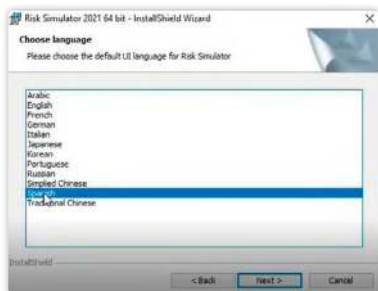 Risk Simulator 2021 64 bit - InstallShield Wizard
Choose language
Please choose the default UI language for Risk Simulator
Arabic
English
French
German
Italian
Japanese
Korean
Portuguese
Russian
Simplied Chinese
Spanish
Traditional Chinese
InstallShield
< Back
Next >
Cancel